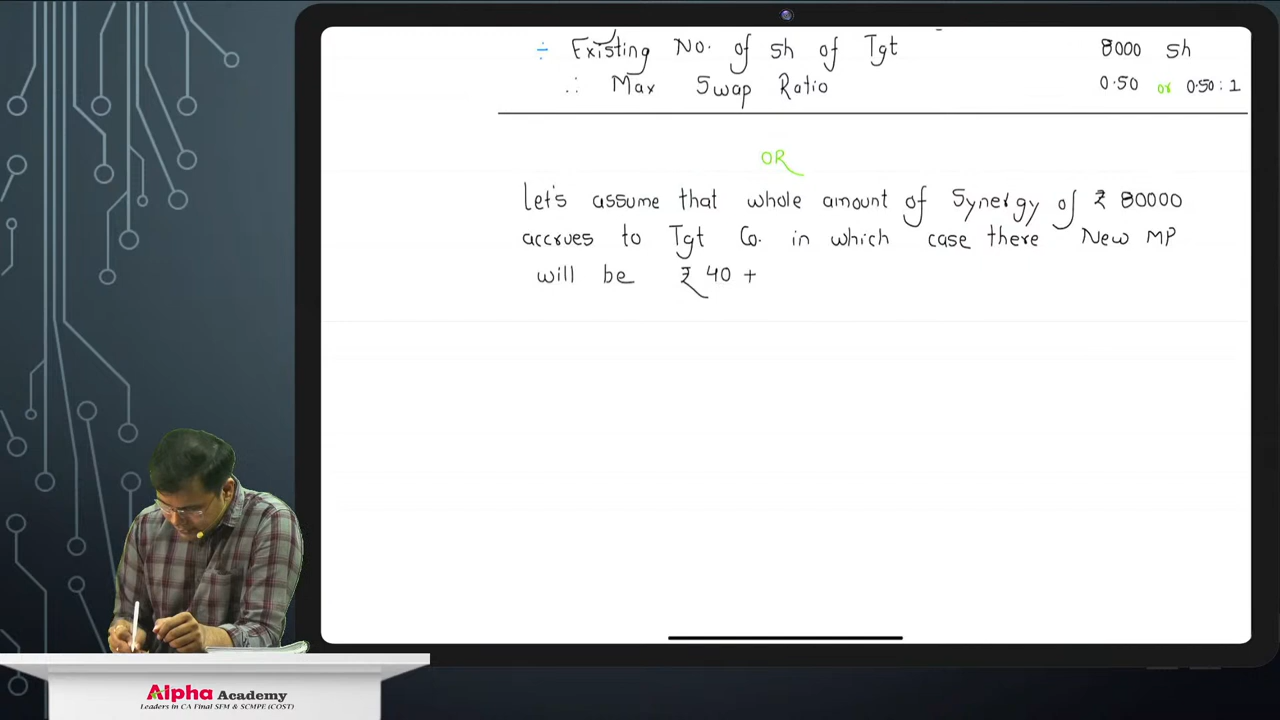 ÷ Existing No. of sh of Tgt 8000 sh
∴ Max Swap Ratio 0.50 or 0.50 : 1
OR
Let's assume that whole amount of Synergy of ₹ 80000
accrues to Tgt Co. in which case there New MP
will be ₹ 40 +
Alpha Academy
Leaders in CA Final SFM & SCMPE (COST)